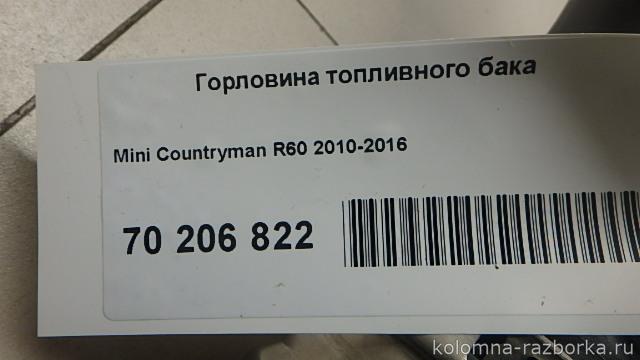 Горловина топливного бака
Mini Countryman R60 2010-2016
70 206 822
kolomna-razborka.ru